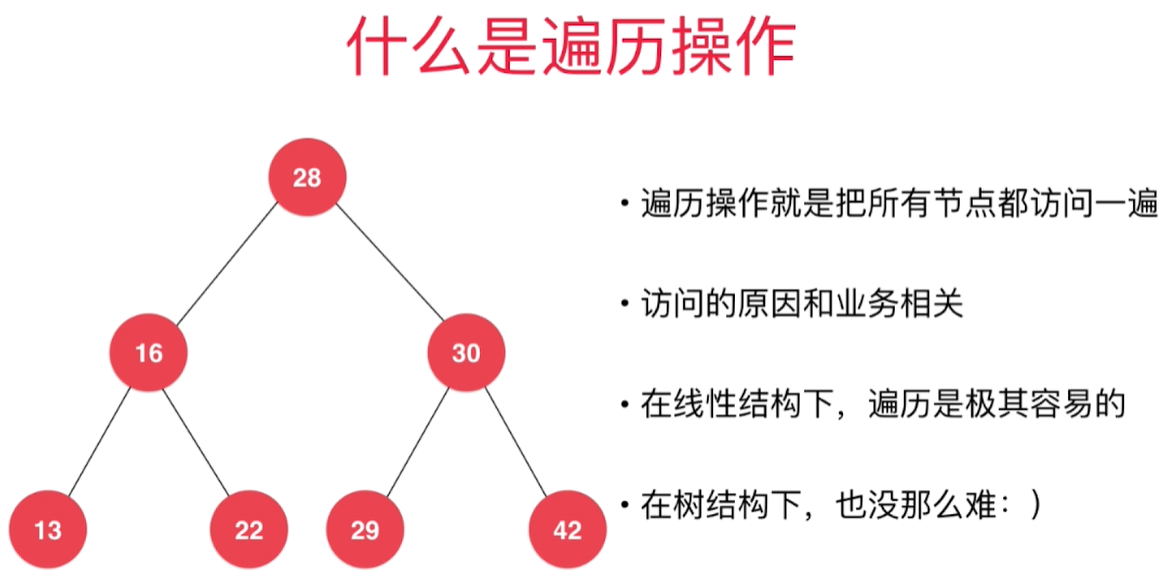 什么是遍历操作
28
16
30
13
22
29
42
• 遍历操作就是把所有节点都访问一遍
• 访问的原因和业务相关
• 在线性结构下，遍历是极其容易的
• 在树结构下，也没那么难：）